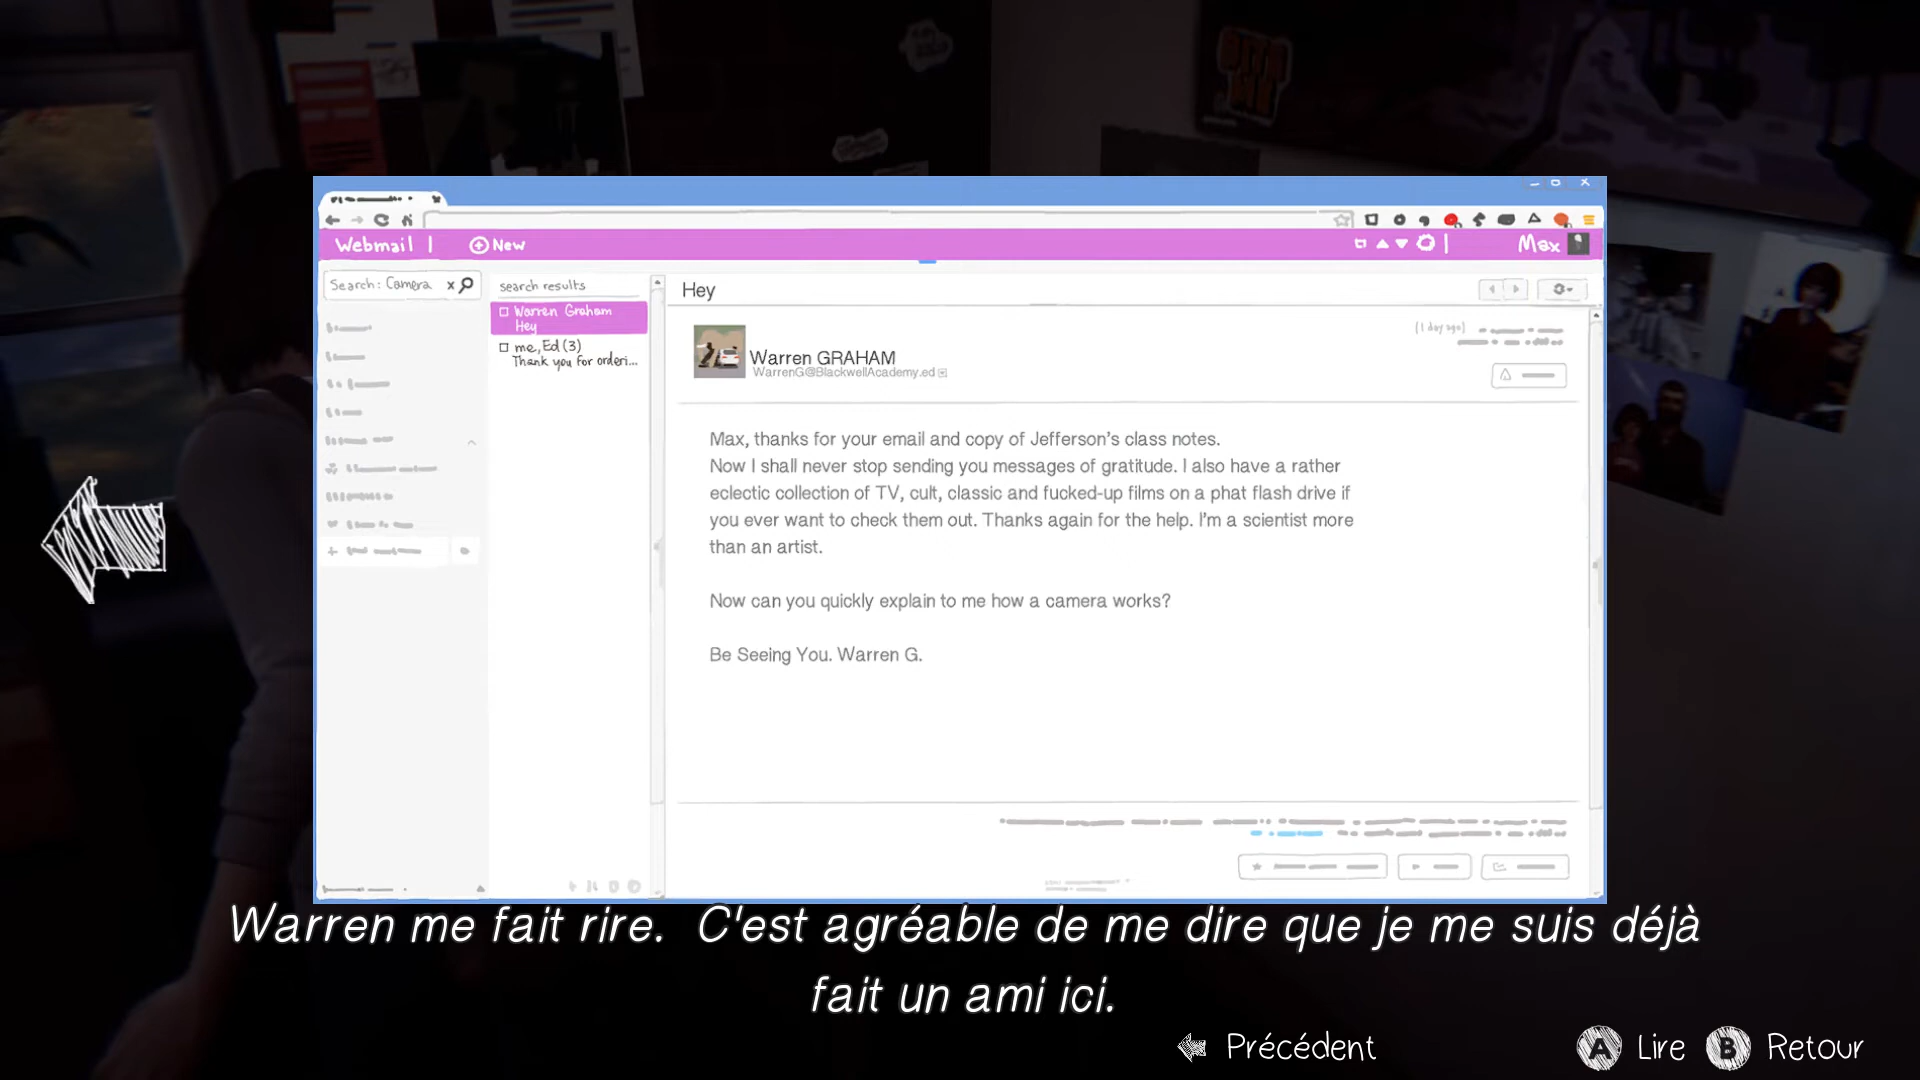 Webmail |
New
Max
Search: Camera
x
search results
Warren Graham
Hey
me, Ed (3)
Thank you for orderi...
Hey
(1 day ago)
Warren GRAHAM
WarrenG@BlackwellAcademy.ed
Max, thanks for your email and copy of Jefferson's class notes.
Now I shall never stop sending you messages of gratitude. I also have a rather
eclectic collection of TV, cult, classic and fucked-up films on a phat flash drive if
you ever want to check them out. Thanks again for the help. I'm a scientist more
than an artist.
Now can you quickly explain to me how a camera works?
Be Seeing You. Warren G.
Warren me fait rire. C'est agréable de me dire que je me suis déjà
fait un ami ici.
Précédent
A Lire B Retour